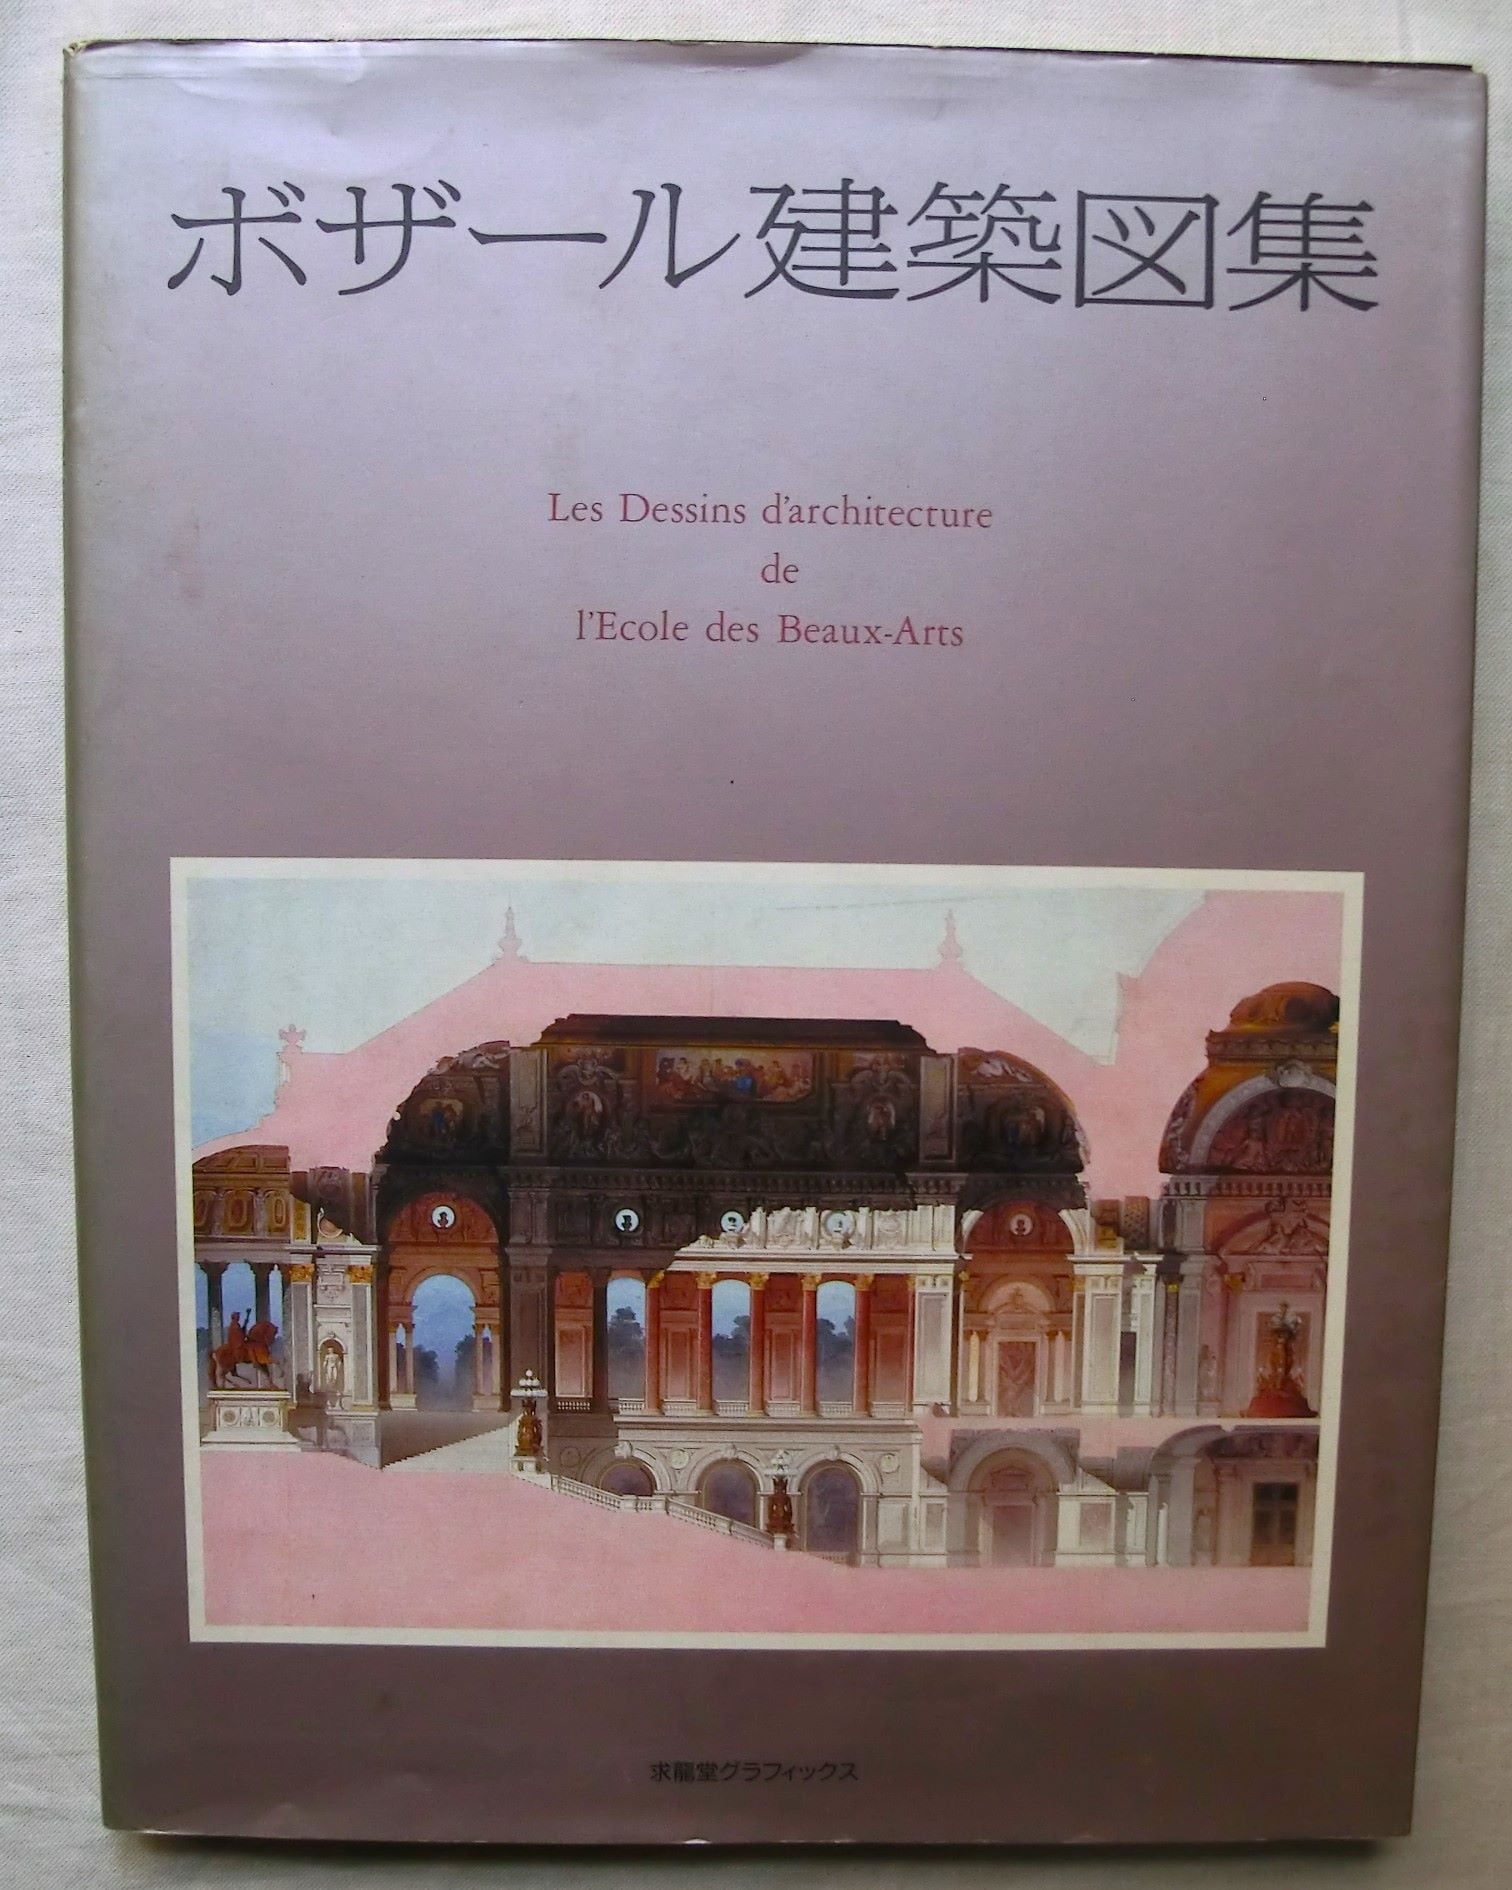 ボザール建築図集
Les Dessins d'architecture
de
l'Ecole des Beaux-Arts
求龍堂グラフィックス